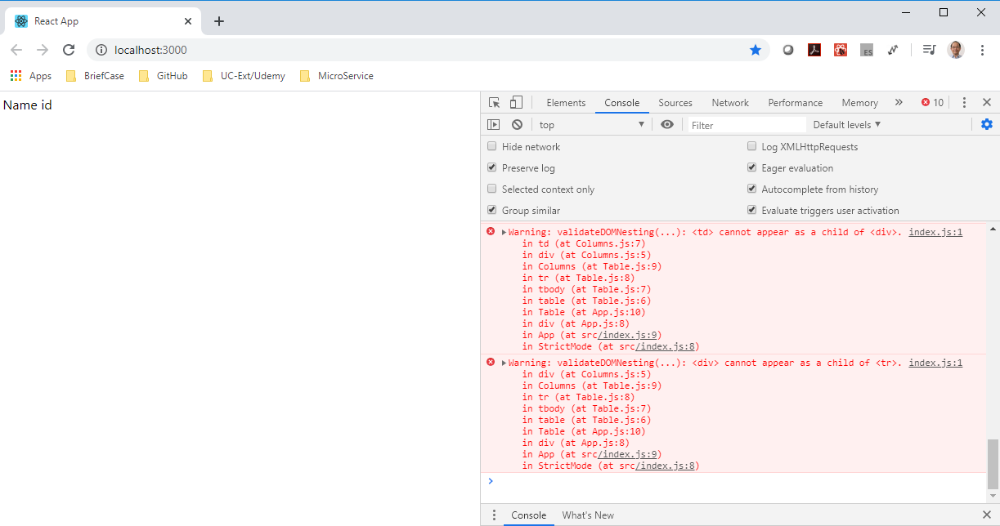 React App
localhost:3000
ES
Apps BriefCase GitHub UC-Ext/Udemy MicroService
Name id
Elements Console Sources Network Performance Memory » 10
top Filter Default levels
Hide network Log XMLHttpRequests
Preserve log Eager evaluation
Selected context only Autocomplete from history
Group similar Evaluate triggers user activation
Warning: validateDOMNesting(...): <td> cannot appear as a child of <div>. index.js:1
in td (at Columns.js:7)
in div (at Columns.js:5)
in Columns (at Table.js:9)
in tr (at Table.js:8)
in tbody (at Table.js:7)
in table (at Table.js:6)
in Table (at App.js:10)
in div (at App.js:8)
in App (at src/index.js:9)
in StrictMode (at src/index.js:8)
Warning: validateDOMNesting(...): <div> cannot appear as a child of <tr>. index.js:1
in div (at Columns.js:5)
in Columns (at Table.js:9)
in tr (at Table.js:8)
in tbody (at Table.js:7)
in table (at Table.js:6)
in Table (at App.js:10)
in div (at App.js:8)
in App (at src/index.js:9)
in StrictMode (at src/index.js:8)
>
Console What's New